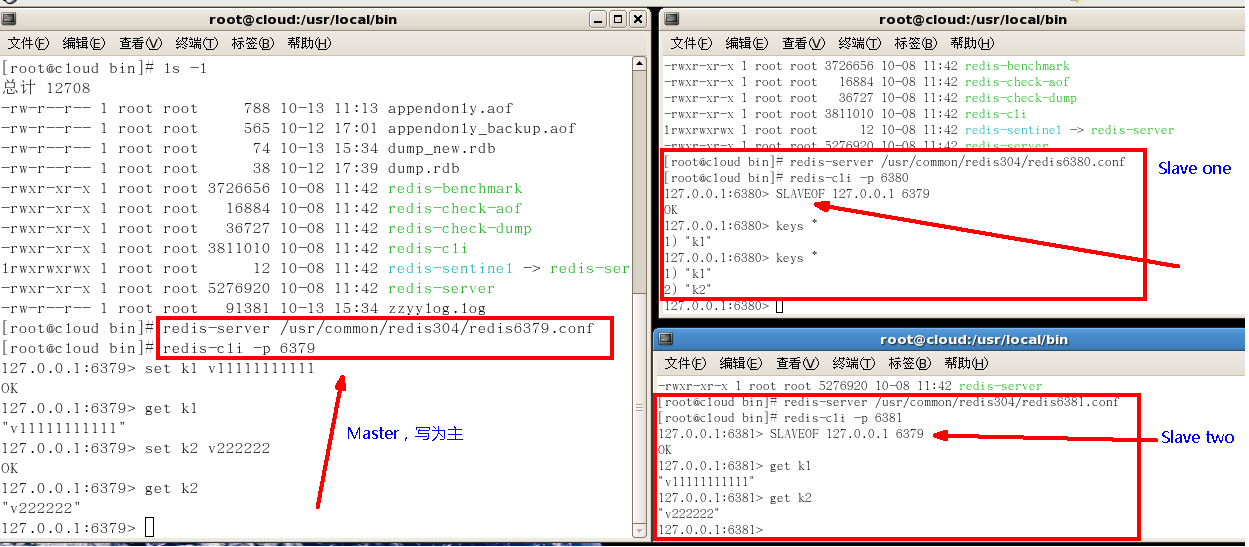 root@cloud:/usr/local/bin
文件(F) 编辑(E) 查看(V) 终端(T) 标签(B) 帮助(H)
[root@cloud bin]# ls -l
总计 12708
-rw-r--r-- 1 root root 788 10-13 11:13 appendonly.aof
-rw-r--r-- 1 root root 565 10-12 17:01 appendonly_backup.aof
-rw-r--r-- 1 root root 74 10-13 15:34 dump_new.rdb
-rw-r--r-- 1 root root 38 10-12 17:39 dump.rdb
-rwxr-xr-x 1 root root 3726656 10-08 11:42 redis-benchmark
-rwxr-xr-x 1 root root 16884 10-08 11:42 redis-check-aof
-rwxr-xr-x 1 root root 36727 10-08 11:42 redis-check-dump
-rwxr-xr-x 1 root root 3811010 10-08 11:42 redis-cli
lrwxrwxrwx 1 root root 12 10-08 11:42 redis-sentinel -> redis-ser
-rwxr-xr-x 1 root root 5276920 10-08 11:42 redis-server
-rw-r--r-- 1 root root 91381 10-13 15:34 zzyylog.log
[root@cloud bin]# redis-server /usr/common/redis304/redis6379.conf
[root@cloud bin]# redis-cli -p 6379
127.0.0.1:6379> set k1 v11111111111
OK
127.0.0.1:6379> get k1
"v11111111111"
127.0.0.1:6379> set k2 v222222
OK
127.0.0.1:6379> get k2
"v222222"
127.0.0.1:6379>
Master，写为主
root@cloud:/usr/local/bin
文件(F) 编辑(E) 查看(V) 终端(T) 标签(B) 帮助(H)
-rwxr-xr-x 1 root root 3726656 10-08 11:42 redis-benchmark
-rwxr-xr-x 1 root root 16884 10-08 11:42 redis-check-aof
-rwxr-xr-x 1 root root 36727 10-08 11:42 redis-check-dump
-rwxr-xr-x 1 root root 3811010 10-08 11:42 redis-cli
lrwxrwxrwx 1 root root 12 10-08 11:42 redis-sentinel -> redis-server
-rwxr-xr-x 1 root root 5276920 10-08 11:42 redis-server
[root@cloud bin]# redis-server /usr/common/redis304/redis6380.conf
[root@cloud bin]# redis-cli -p 6380
127.0.0.1:6380> SLAVEOF 127.0.0.1 6379
OK
127.0.0.1:6380> keys *
1) "k1"
127.0.0.1:6380> keys *
1) "k1"
2) "k2"
127.0.0.1:6380>
Slave one
root@cloud:/usr/local/bin
文件(F) 编辑(E) 查看(V) 终端(T) 标签(B) 帮助(H)
-rwxr-xr-x 1 root root 5276920 10-08 11:42 redis-server
[root@cloud bin]# redis-server /usr/common/redis304/redis6381.conf
[root@cloud bin]# redis-cli -p 6381
127.0.0.1:6381> SLAVEOF 127.0.0.1 6379
OK
127.0.0.1:6381> get k1
"v11111111111"
127.0.0.1:6381> get k2
"v222222"
127.0.0.1:6381>
Slave two